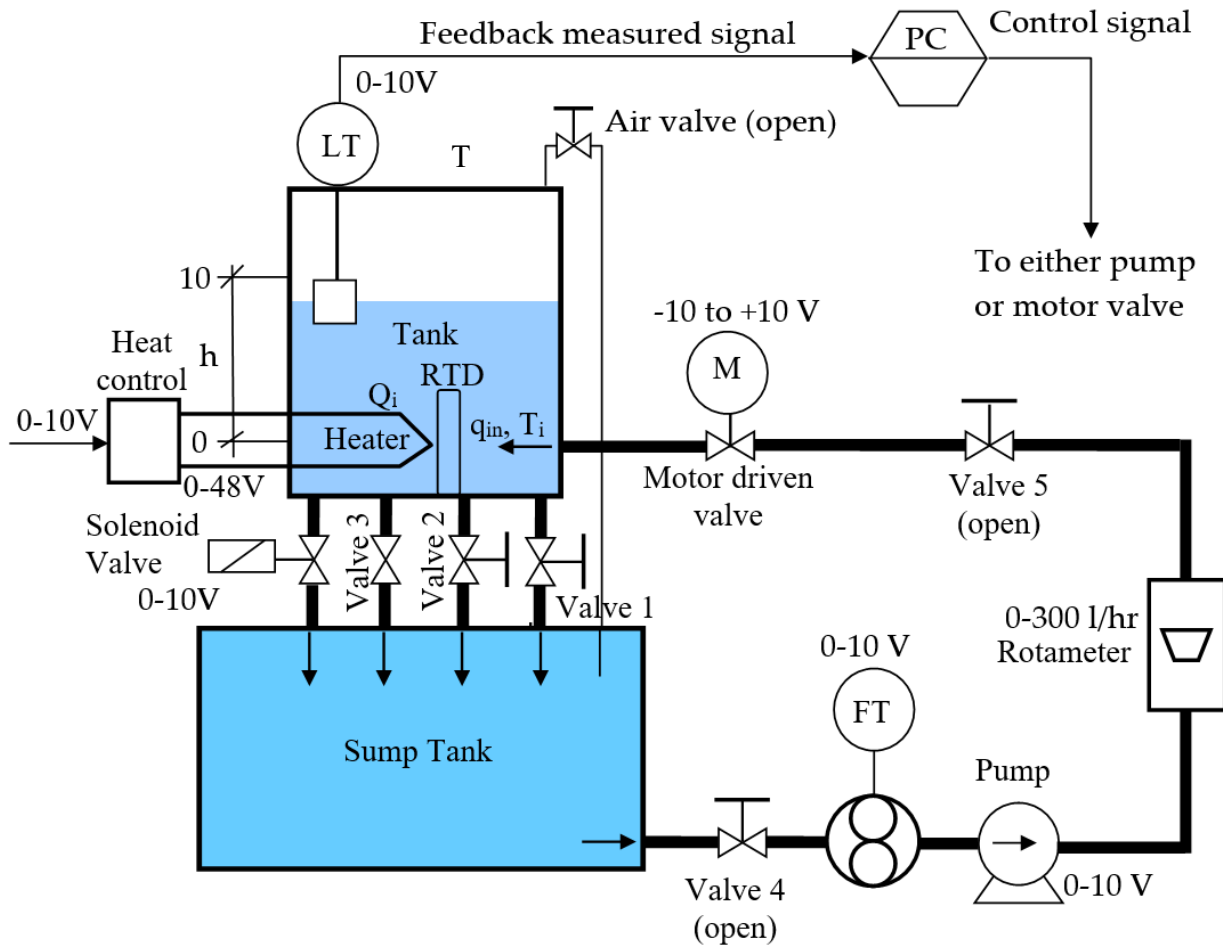 Feedback measured signal
PC
Control signal
0-10V
LT
T
Air valve (open)
To either pump
or motor valve
10
h
0
Tank
RTD
Heat
control
Q_i
Heater
q_in, T_i
0-10V
0-48V
-10 to +10 V
M
Motor driven
valve
Valve 5
(open)
Solenoid
Valve
0-10V
Valve 3
Valve 2
Valve 1
0-300 l/hr
Rotameter
0-10 V
FT
Sump Tank
Pump
Valve 4
(open)
0-10 V